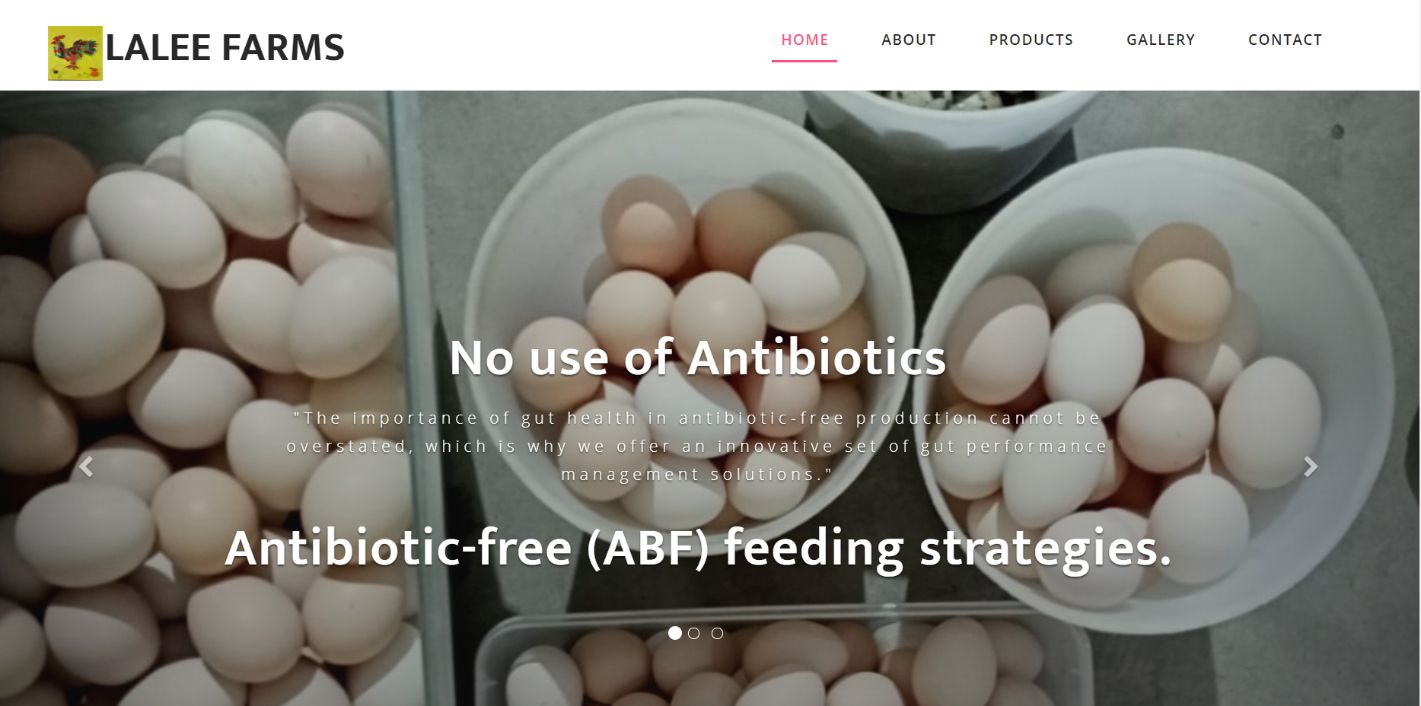 LALEE FARMS
HOME ABOUT PRODUCTS GALLERY CONTACT
No use of Antibiotics
"The importance of gut health in antibiotic-free production cannot be
overstated, which is why we offer an innovative set of gut performance
management solutions."
Antibiotic-free (ABF) feeding strategies.